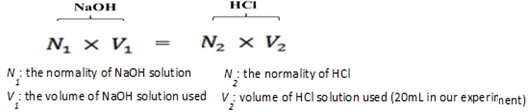 NaOH HCl
N₁ × V₁ = N₂ × V₂
N₁: the normality of NaOH solution N₂: the normality of HCl
V₁: the volume of NaOH solution used V₂: volume of HCl solution used (20mL in our experiment)